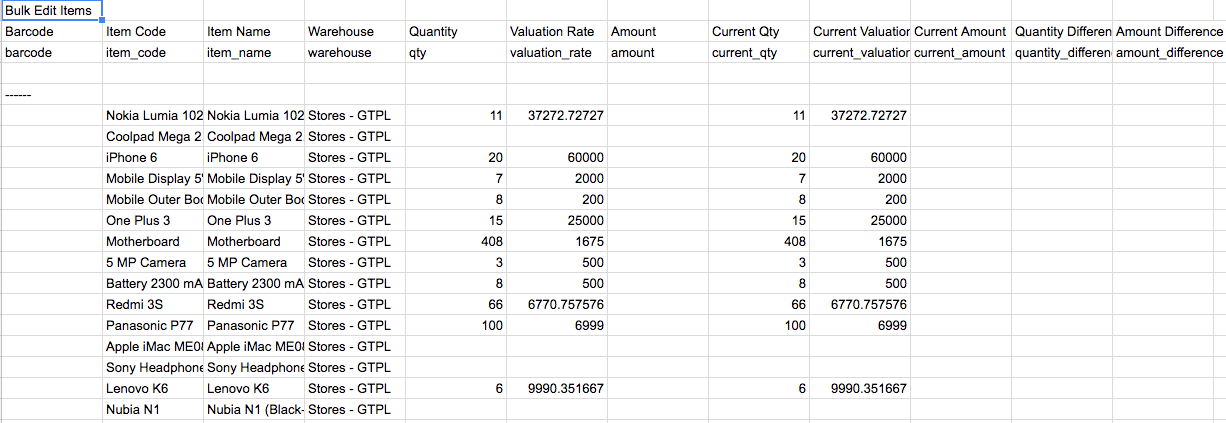 Bulk Edit Items
Barcode Item Code Item Name Warehouse Quantity Valuation Rate Amount Current Qty Current Valuation Current Amount Quantity Differen Amount Difference
barcode item_code item_name warehouse qty valuation_rate amount current_qty current_valuation current_amount quantity_differen amount_difference
------
Nokia Lumia 102 Nokia Lumia 102 Stores - GTPL 11 37272.72727 11 37272.72727
Coolpad Mega 2 Coolpad Mega 2 Stores - GTPL
iPhone 6 iPhone 6 Stores - GTPL 20 60000 20 60000
Mobile Display 5" Mobile Display 5" Stores - GTPL 7 2000 7 2000
Mobile Outer Bod Mobile Outer Bod Stores - GTPL 8 200 8 200
One Plus 3 One Plus 3 Stores - GTPL 15 25000 15 25000
Motherboard Motherboard Stores - GTPL 408 1675 408 1675
5 MP Camera 5 MP Camera Stores - GTPL 3 500 3 500
Battery 2300 mA Battery 2300 mA Stores - GTPL 8 500 8 500
Redmi 3S Redmi 3S Stores - GTPL 66 6770.757576 66 6770.757576
Panasonic P77 Panasonic P77 Stores - GTPL 100 6999 100 6999
Apple iMac ME08 Apple iMac ME08 Stores - GTPL
Sony Headphone Sony Headphone Stores - GTPL
Lenovo K6 Lenovo K6 Stores - GTPL 6 9990.351667 6 9990.351667
Nubia N1 Nubia N1 (Black- Stores - GTPL